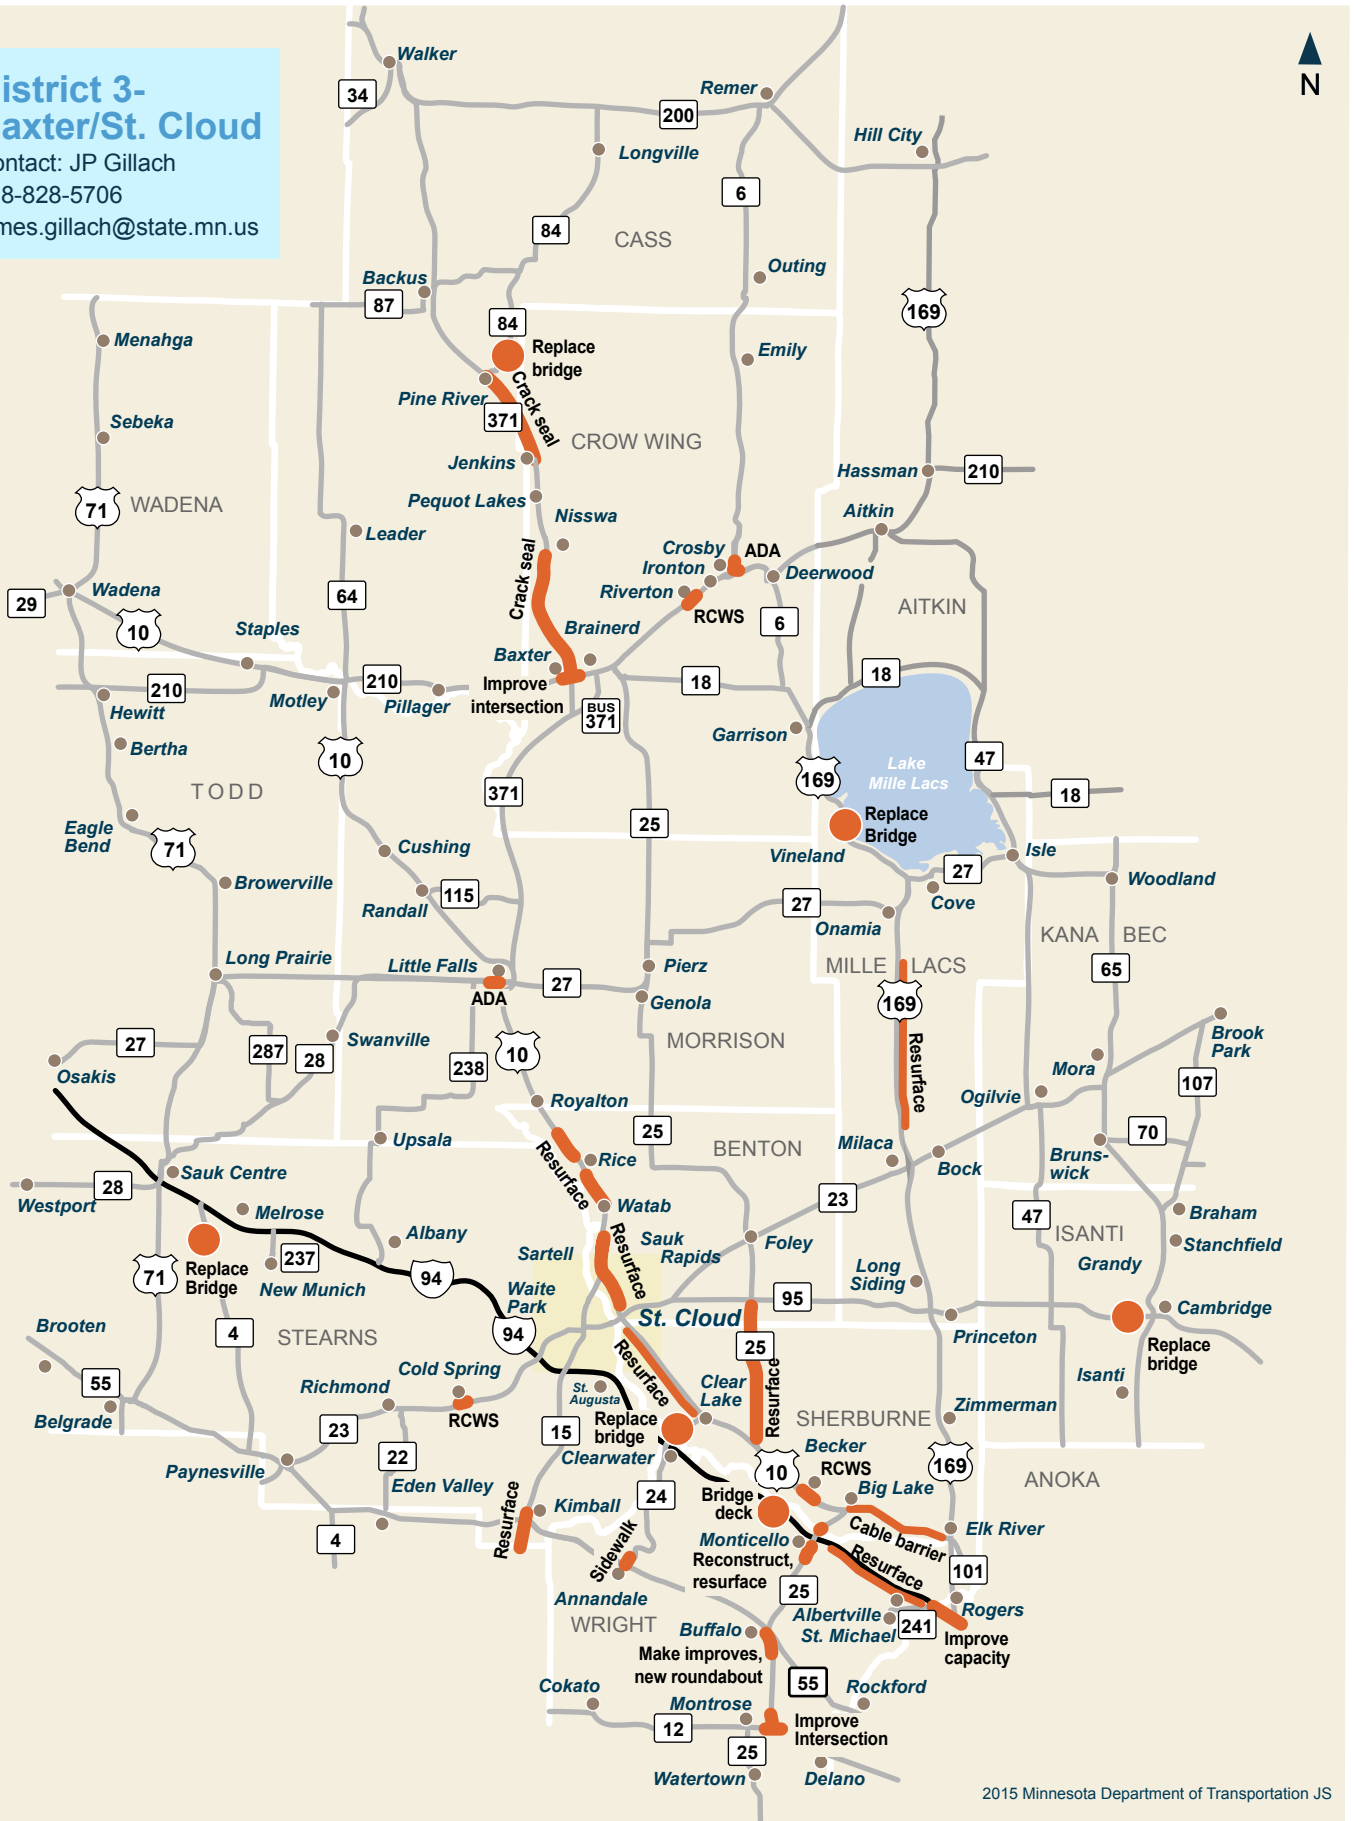 istrict 3-
axter/St. Cloud
ontact: JP Gillach
8-828-5706
mes.gillach@state.mn.us
N
Walker
34
Remer
200
Hill City
Longville
6
84
CASS
Outing
Backus
87
169
84
Menahga
Replace
bridge
Emily
Pine River
Crack seal
371
Sebeka
CROW WING
Jenkins
Hassman
210
71
WADENA
Pequot Lakes
Nisswa
Aitkin
Leader
Crack seal
Crosby
ADA
Ironton
Deerwood
Wadena
Riverton
29
64
RCWS
AITKIN
10
Staples
Brainerd
6
Baxter
18
210
210
Improve
intersection
18
Hewitt
Motley
Pillager
BUS
371
Garrison
Bertha
10
47
Lake
Mille Lacs
169
TODD
371
18
Replace
Bridge
Eagle
Bend
25
71
Cushing
Vineland
Isle
27
Browerville
115
Woodland
Randall
27
Cove
Onamia
KANA
BEC
Long Prairie
Little Falls
Pierz
MILLE
LACS
65
27
ADA
Genola
169
Brook
Park
27
287
28
Swanville
10
MORRISON
Resurface
Osakis
238
Mora
107
Royalton
Ogilvie
Upsala
25
BENTON
Milaca
70
Resurface
Rice
Bock
Bruns-
wick
Sauk Centre
28
Westport
Melrose
Watab
23
47
Braham
Albany
Sartell
Resurface
Sauk
Rapids
Foley
ISANTI
Stanchfield
237
Replace
Bridge
71
New Munich
94
Waite
Park
Long
Siding
Grandy
Brooten
4
STEARNS
94
St. Cloud
95
Cambridge
Princeton
25
Replace
bridge
Cold Spring
Resurface
Resurface
55
Richmond
St.
Augusta
Clear
Lake
Isanti
Belgrade
RCWS
23
15
Replace
bridge
SHERBURNE
Zimmerman
Paynesville
22
Clearwater
Becker
RCWS
10
169
ANOKA
Eden Valley
24
Bridge
deck
Big Lake
4
Resurface
Kimball
Sidewalk
Cable barrier
Elk River
Monticello
Reconstruct,
resurface
Resurface
101
Annandale
25
Albertville
St. Michael
241
Rogers
WRIGHT
Buffalo
Make improves,
new roundabout
Improve
capacity
55
Rockford
Cokato
Montrose
12
Improve
Intersection
25
Watertown
Delano
2015 Minnesota Department of Transportation JS